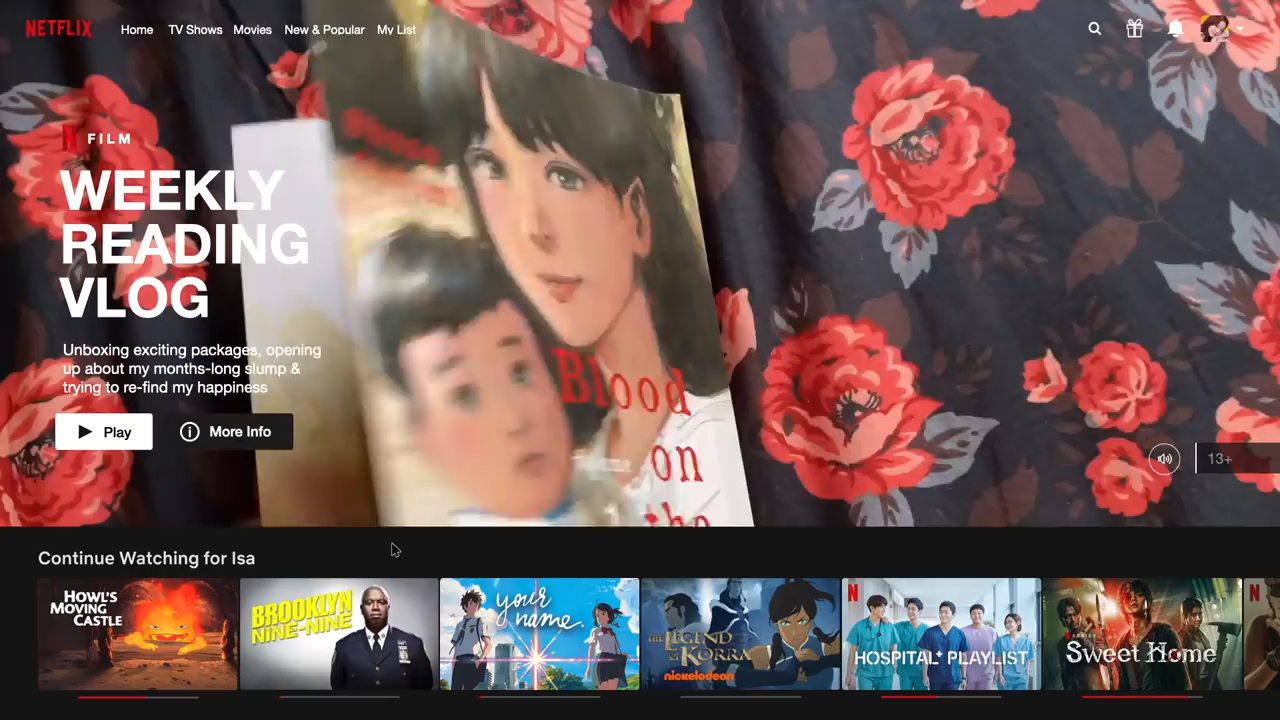 NETFLIX
Home TV Shows Movies New & Popular My List
FILM
WEEKLY
READING
VLOG
Unboxing exciting packages, opening
up about my months-long slump &
trying to re-find my happiness
Play
More Info
Blood
on
the
13+
Continue Watching for Isa
HOWL'S
MOVING
CASTLE
BROOKLYN
NINE-NINE
your
name.
THE
LEGEND
OF
KORRA
nickelodeon
N
HOSPITAL PLAYLIST
Sweet Home
N